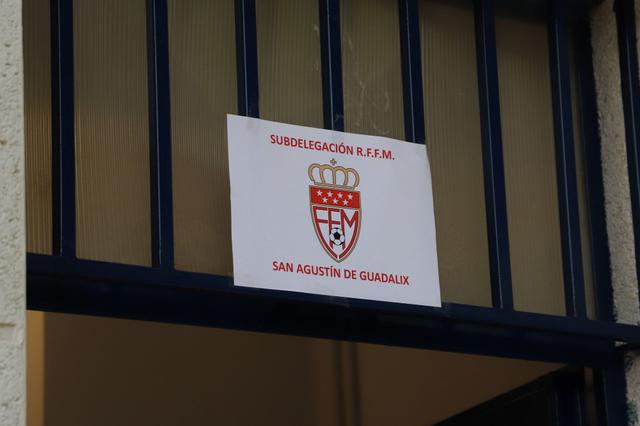 SUBDELEGACIÓN R.F.F.M.
FFM
SAN AGUSTÍN DE GUADALIX